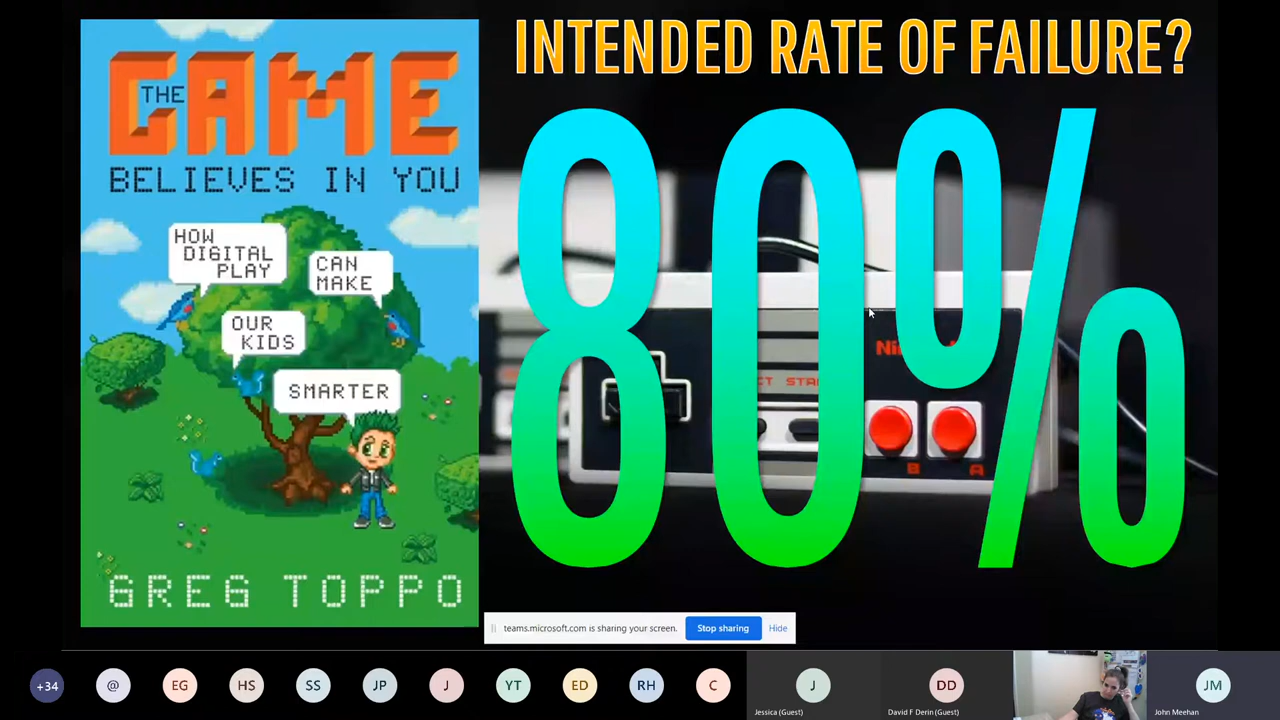 THE
GAME
BELIEVES IN YOU
HOW
DIGITAL
PLAY
CAN
MAKE
OUR
KIDS
SMARTER
GREG TOPPO
INTENDED RATE OF FAILURE?
80%
B A
teams.microsoft.com is sharing your screen. Stop sharing Hide
+34 @ EG HS SS JP J YT ED RH C J DD JM
Jessica (Guest) David F Derin (Guest) John Meehan